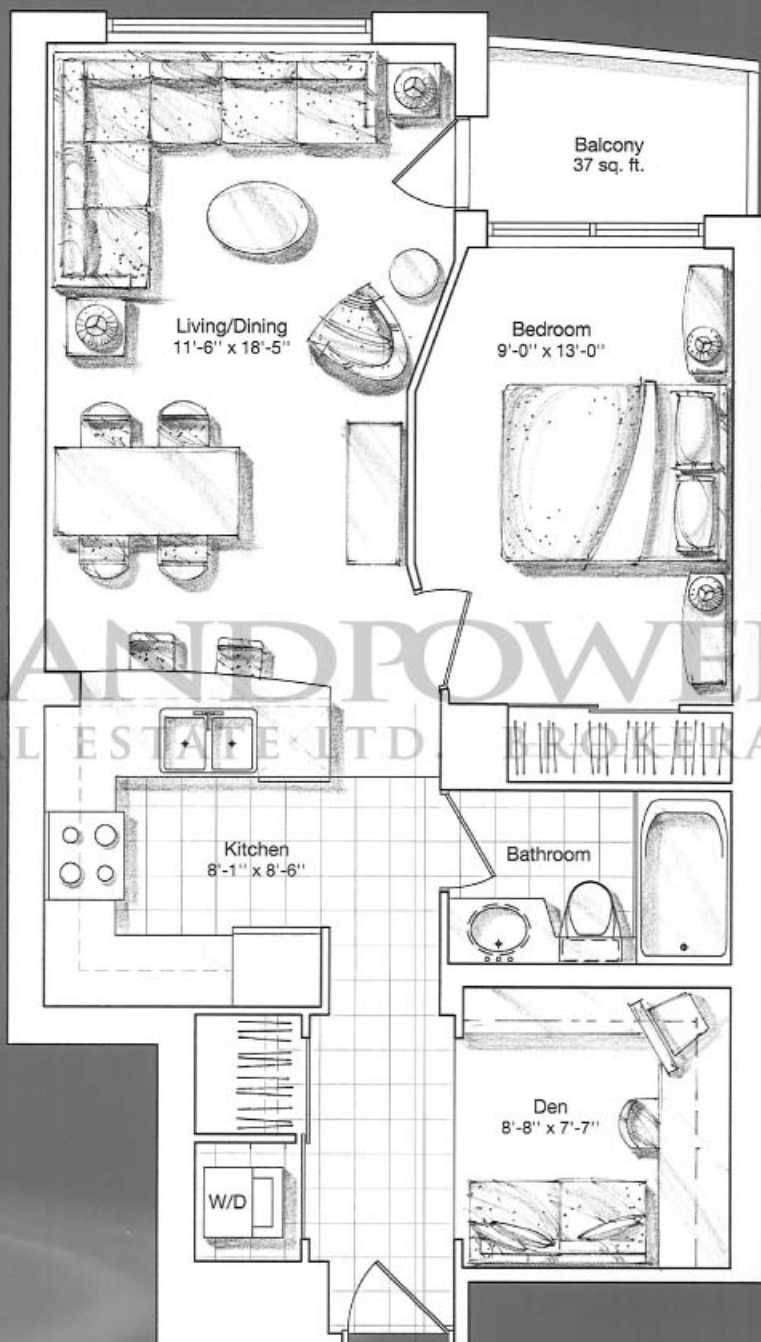 Balcony
37 sq. ft.
Living/Dining
11'-6" x 18'-5"
Bedroom
9'-0" x 13'-0"
ANDPOWE
AL ESTATE LTD. BROKERA
Kitchen
8'-1" x 8'-6"
Bathroom
Den
8'-8" x 7'-7"
W/D